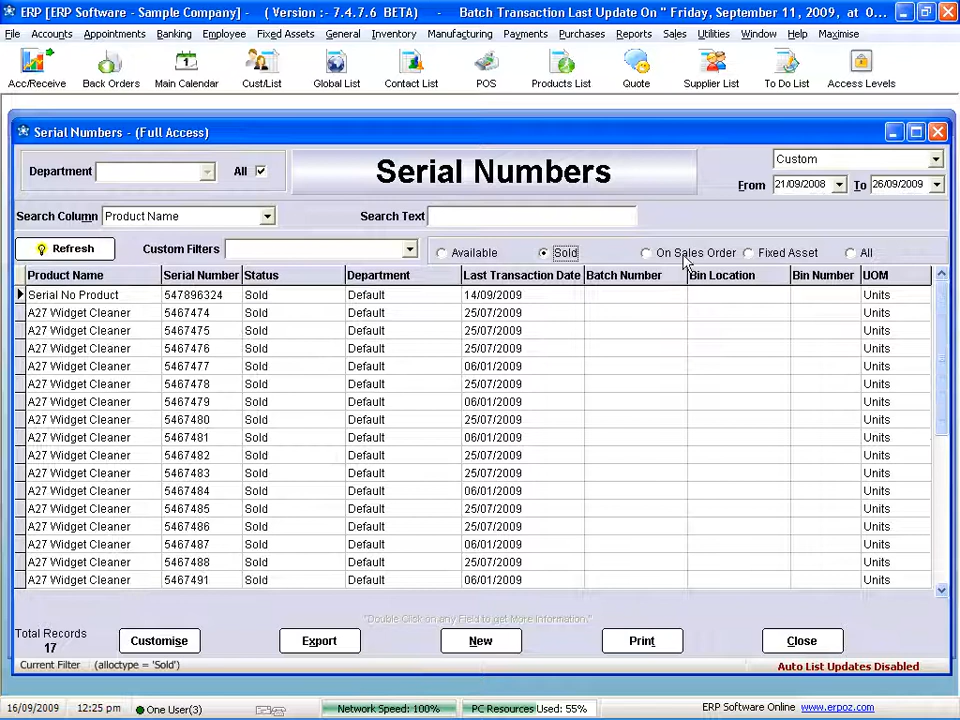 ERP [ERP Software - Sample Company] - ( Version :- 7.4.7.6 BETA) - Batch Transaction Last Update On " Friday, September 11, 2009, at O...
File Accounts Appointments Banking Employee Fixed Assets General Inventory Manufacturing Payments Purchases Reports Sales Utilities Window Help Maximise
Acc/Receive Back Orders Main Calendar Cust/List Global List Contact List POS Products List Quote Supplier List To Do List Access Levels
Serial Numbers - (Full Access)
Department All Serial Numbers Custom
From 21/09/2008 To 26/09/2009
Search Column Product Name Search Text
Refresh Custom Filters Available Sold On Sales Order Fixed Asset All
Product Name Serial Number Status Department Last Transaction Date Batch Number Bin Location Bin Number UOM
Serial No Product 547896324 Sold Default 14/09/2009 Units
A27 Widget Cleaner 5467474 Sold Default 25/07/2009 Units
A27 Widget Cleaner 5467475 Sold Default 25/07/2009 Units
A27 Widget Cleaner 5467476 Sold Default 25/07/2009 Units
A27 Widget Cleaner 5467477 Sold Default 06/01/2009 Units
A27 Widget Cleaner 5467478 Sold Default 25/07/2009 Units
A27 Widget Cleaner 5467479 Sold Default 06/01/2009 Units
A27 Widget Cleaner 5467480 Sold Default 25/07/2009 Units
A27 Widget Cleaner 5467481 Sold Default 06/01/2009 Units
A27 Widget Cleaner 5467482 Sold Default 25/07/2009 Units
A27 Widget Cleaner 5467483 Sold Default 25/07/2009 Units
A27 Widget Cleaner 5467484 Sold Default 06/01/2009 Units
A27 Widget Cleaner 5467485 Sold Default 25/07/2009 Units
A27 Widget Cleaner 5467486 Sold Default 25/07/2009 Units
A27 Widget Cleaner 5467487 Sold Default 06/01/2009 Units
A27 Widget Cleaner 5467488 Sold Default 25/07/2009 Units
A27 Widget Cleaner 5467491 Sold Default 06/01/2009 Units
"Double Click on any Field to get More Information."
Total Records
17 Customise Export New Print Close
Current Filter (alloctype = 'Sold') Auto List Updates Disabled
16/09/2009 12:25 pm One User(3) Network Speed: 100% PC Resources Used: 55% ERP Software Online www.erpoz.com